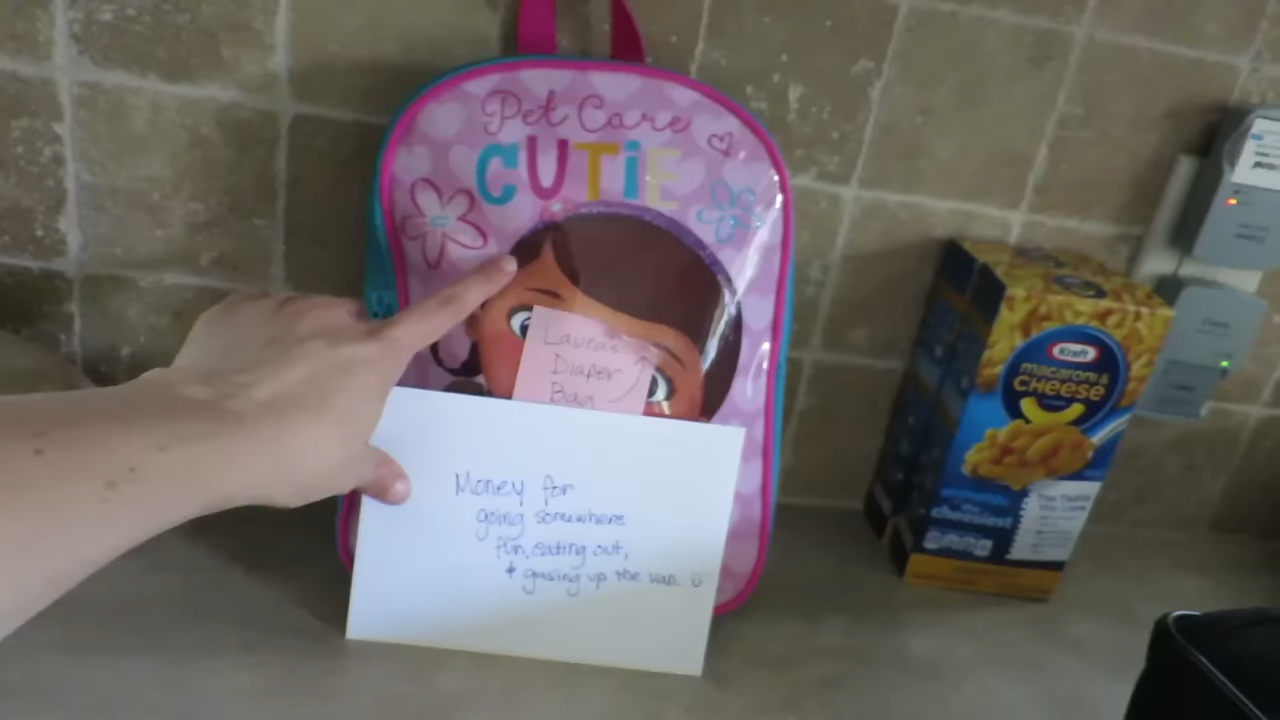 Pet Care
CUTiE
Laura's
Diaper
Bag
Money for
going somewhere
fun, eating out,
& gasing up the van. U
Kraft
macaroni &
CHEESE
cheesiest